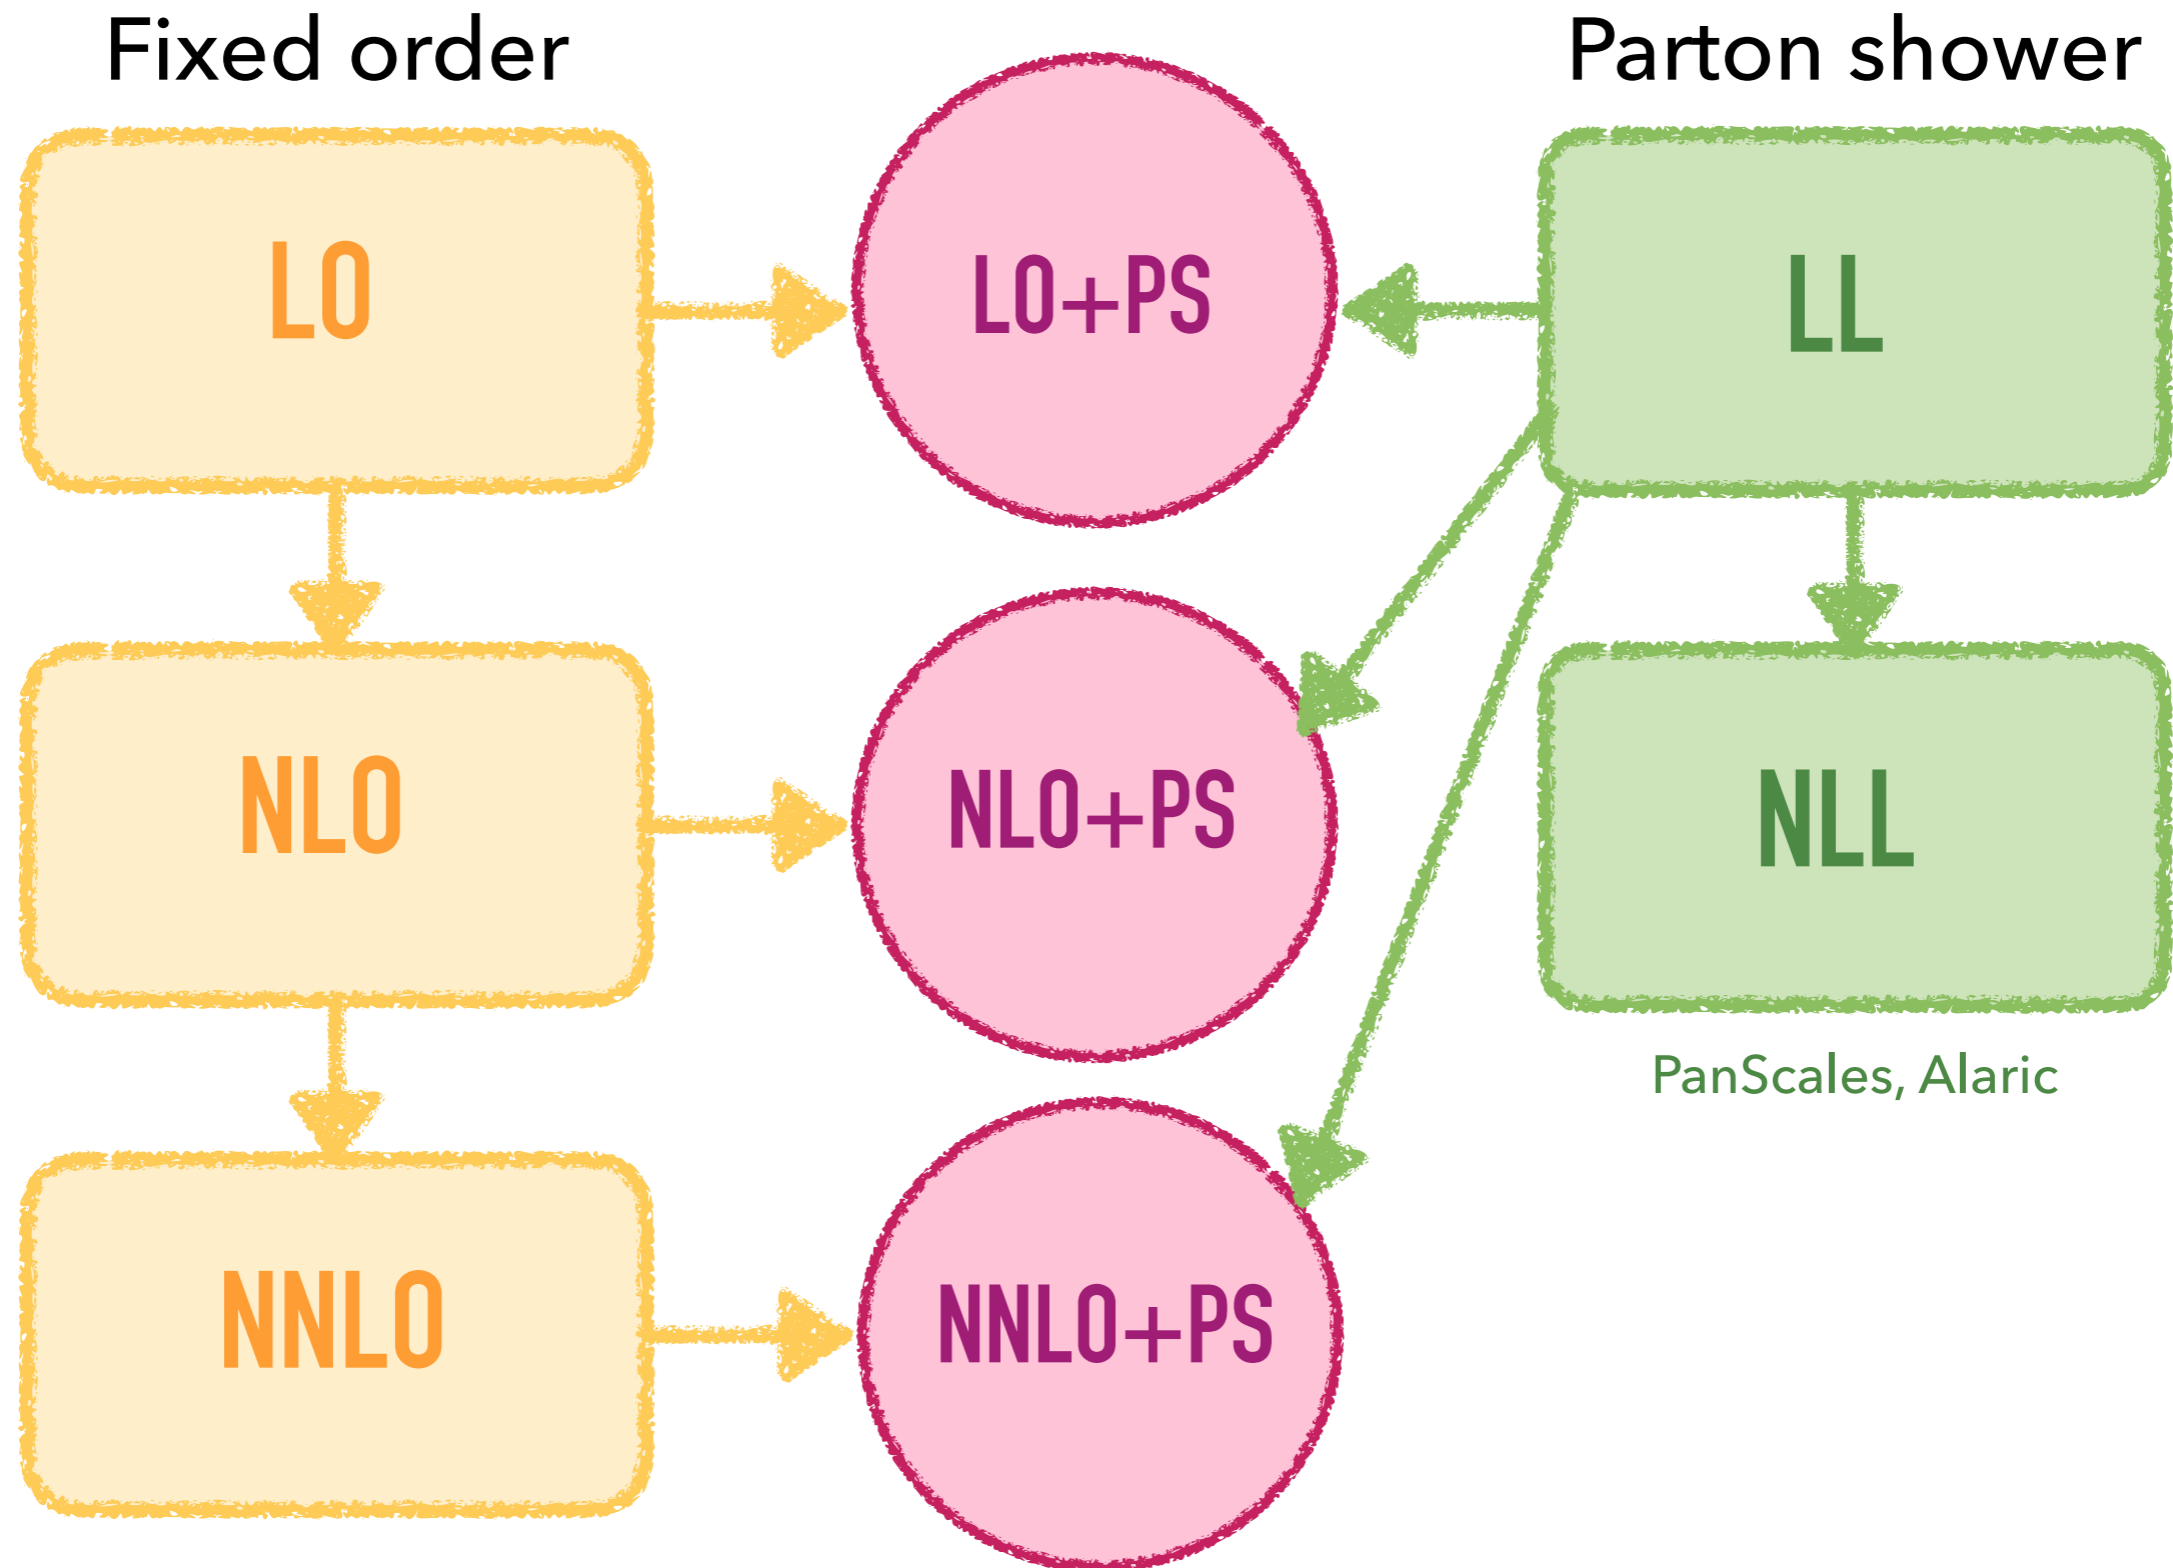 Fixed order
Parton shower
LO
LO+PS
LL
NLO
NLO+PS
NLL
PanScales, Alaric
NNLO
NNLO+PS